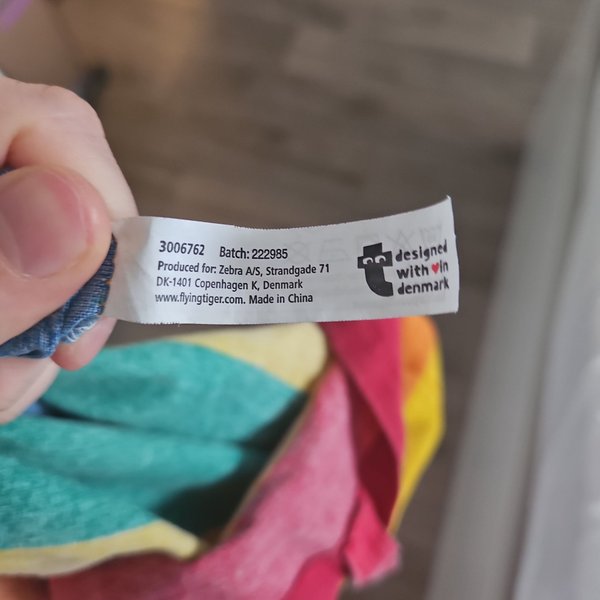 3006762 Batch: 222985
Produced for: Zebra A/S, Strandgade 71
DK-1401 Copenhagen K, Denmark
www.flyingtiger.com. Made in China
designed
with ♥in
denmark